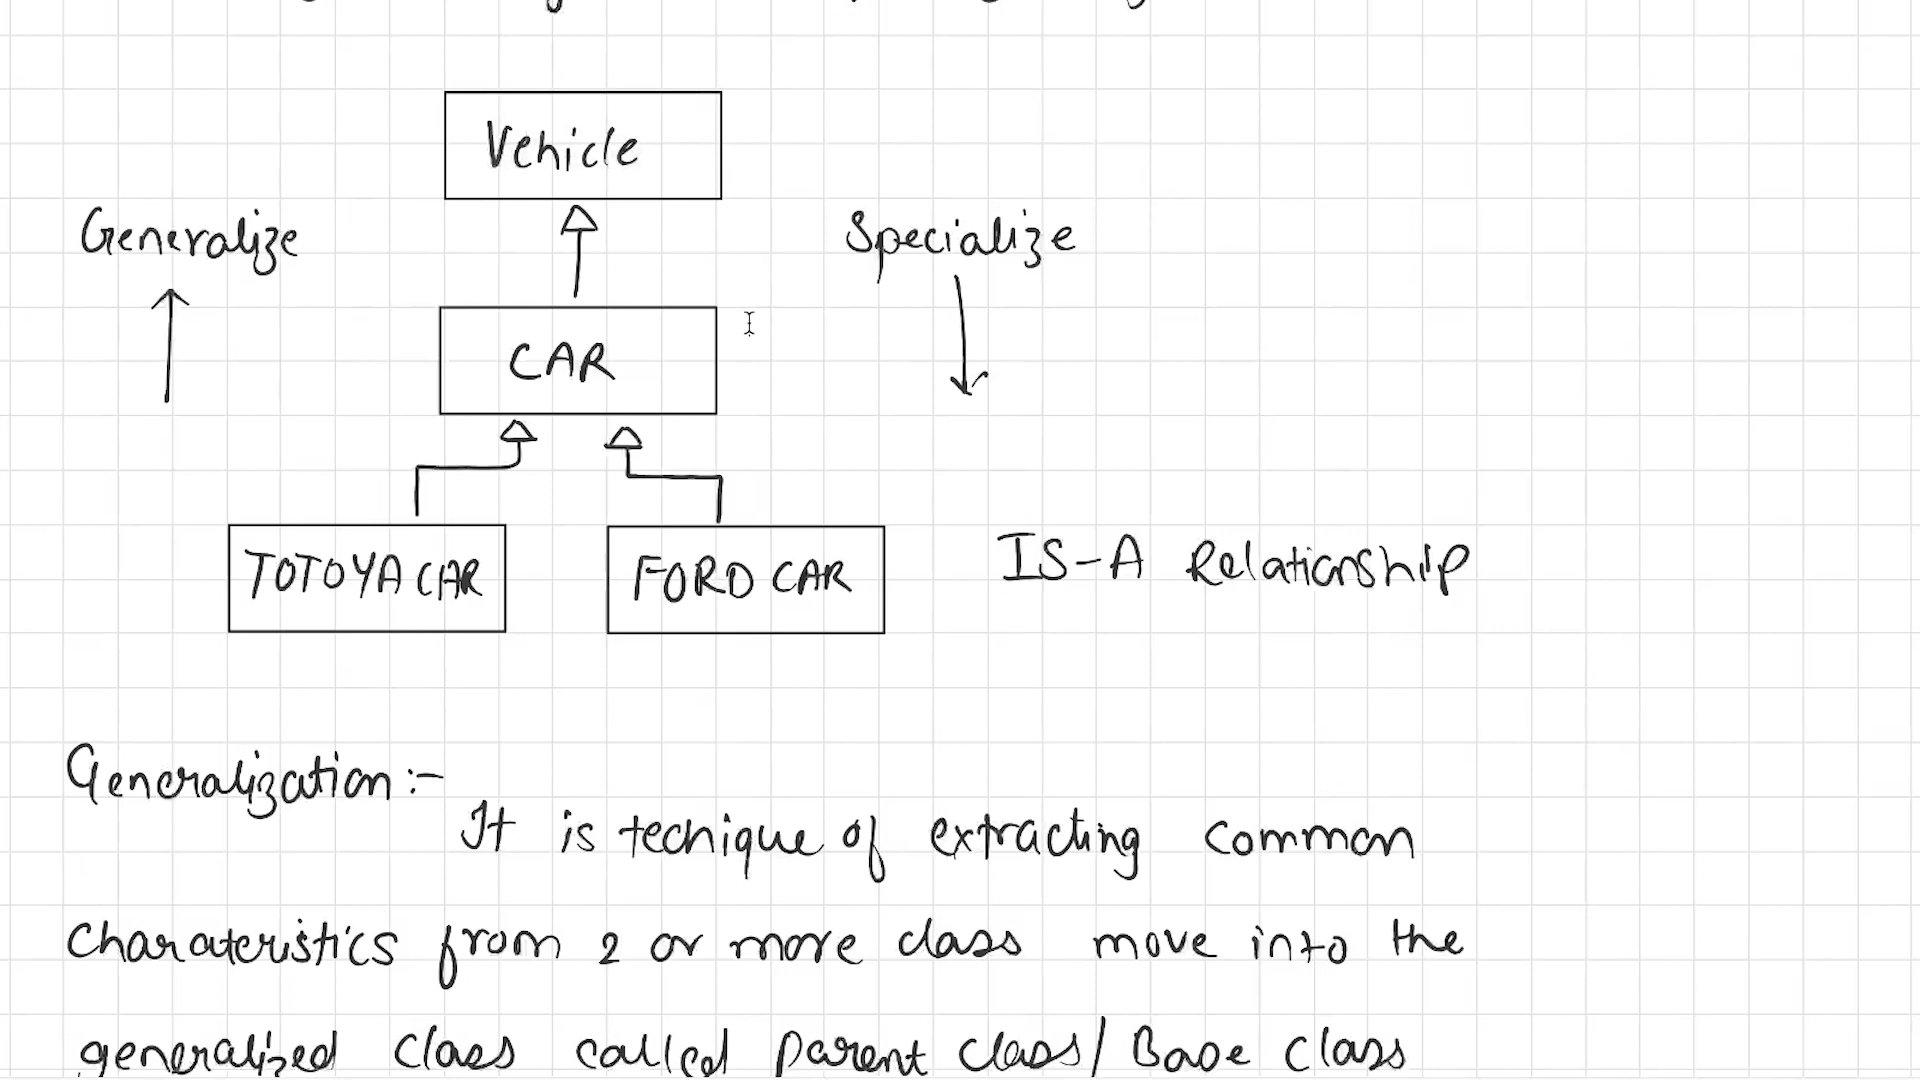 Vehicle
Generalize
Specialize
CAR
TOTOYA CAR
FORD CAR
IS-A Relationship
Generalization:-
It is techique of extracting common
charateristics from 2 or more class move into the
generalized class called parent class/ Base class